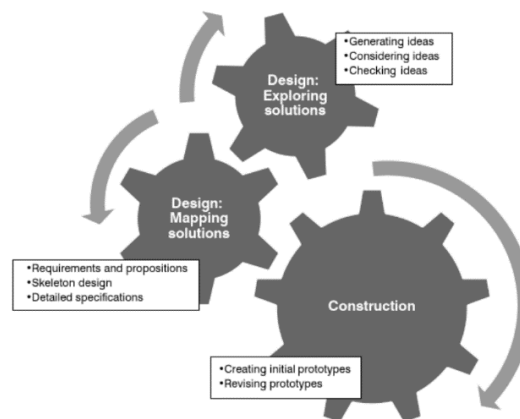 •Generating ideas
•Considering ideas
•Checking ideas
Design:
Exploring
solutions
Design:
Mapping
solutions
•Requirements and propositions
•Skeleton design
•Detailed specifications
Construction
•Creating initial prototypes
•Revising prototypes